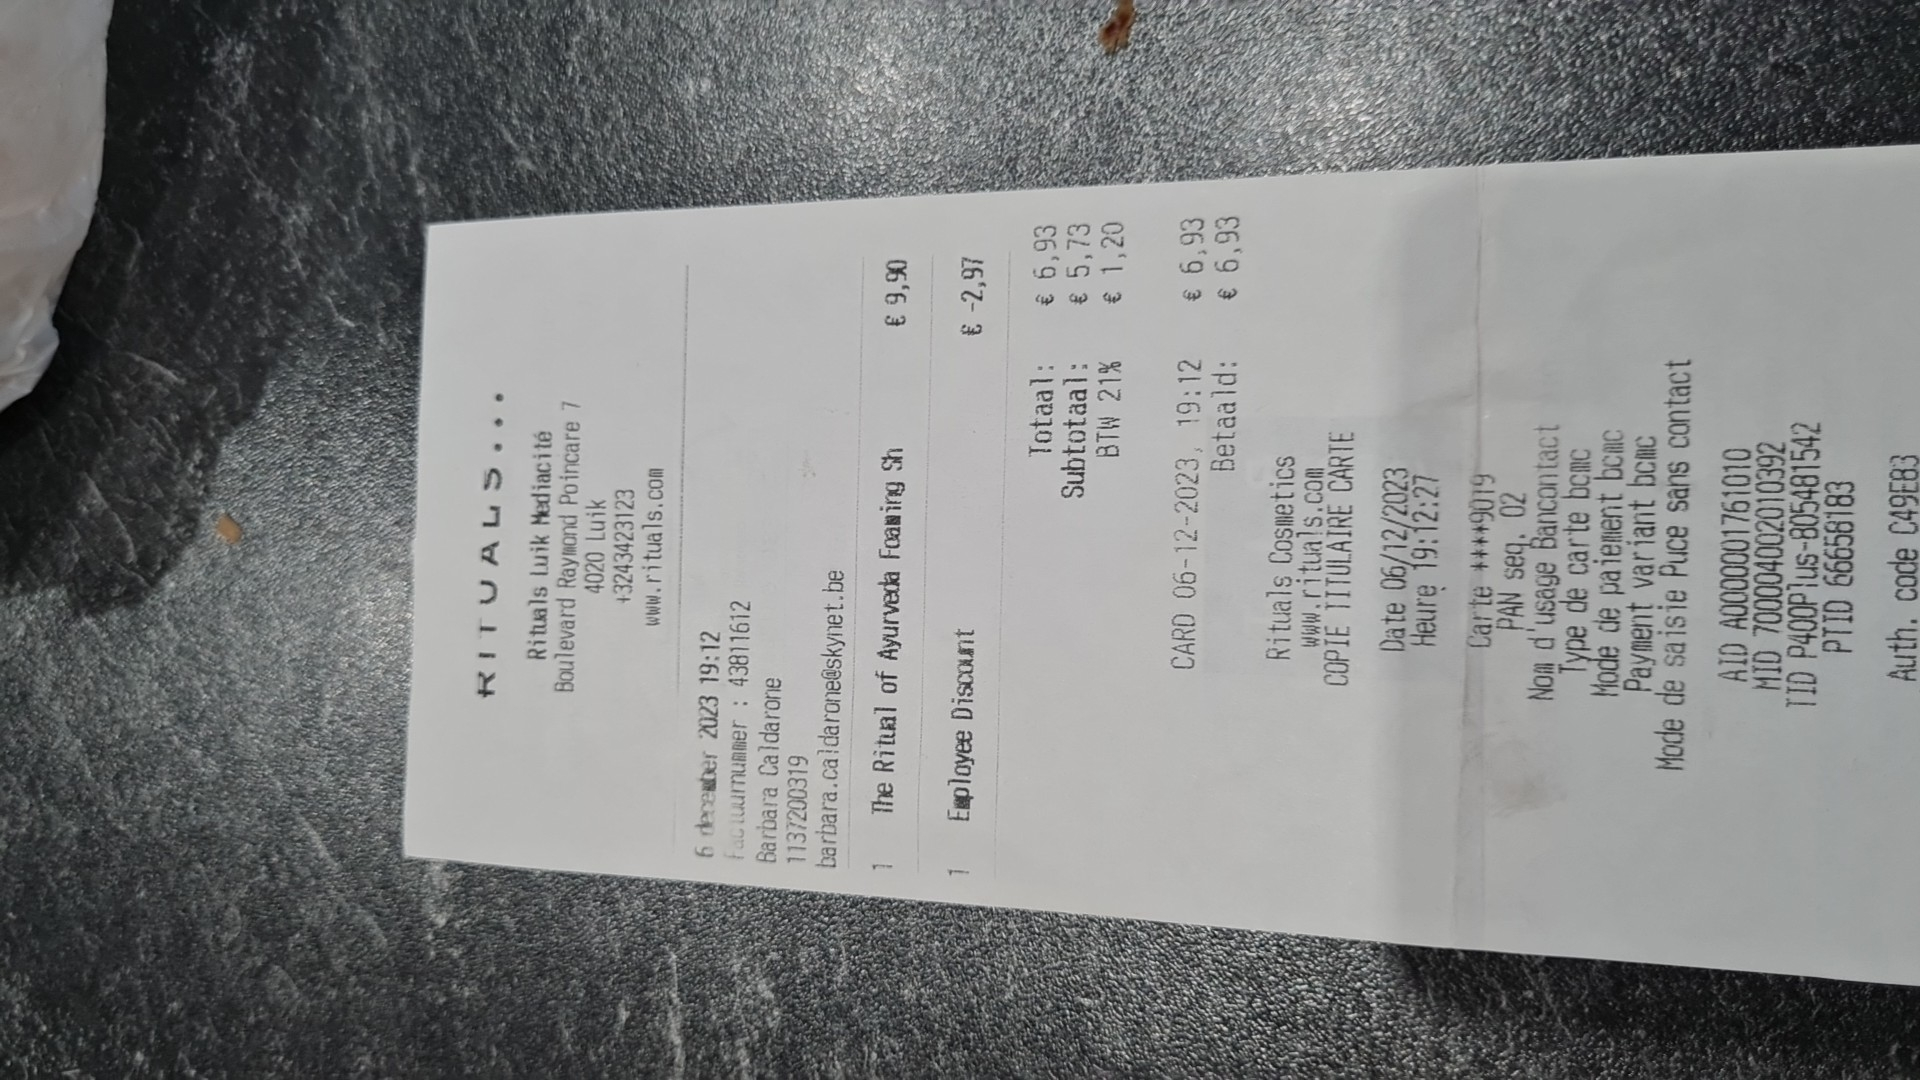 RITUALS...
Rituals Luik Mediacité
Boulevard Raymond Poincare 7
4020 Luik
+3243423123
www.rituals.com
6 december 2023 19:12
Factuurnummer : 43811612
Barbara Caldarone
1137200319
barbara.caldarone@skynet.be
1 The Ritual of Ayurveda Foaming Sh € 9,90
1 Employee Discount € -2,97
Totaal: € 6,93
Subtotaal: € 5,73
BTW 21% € 1,20
CARD 06-12-2023, 19:12 € 6,93
Betaald: € 6,93
Rituals Cosmetics
www.rituals.com
COPIE TITULAIRE CARTE
Date 06/12/2023
Heure 19:12:27
Carte ****9019
PAN seq. 02
Nom d'usage Bancontact
Type de carte bcmc
Mode de paiement bcmc
Payment variant bcmc
Mode de saisie Puce sans contact
AID A0000001761010
MID 700004002010392
TID P400Plus-805481542
PTID 66658183
Auth. code C49EB3